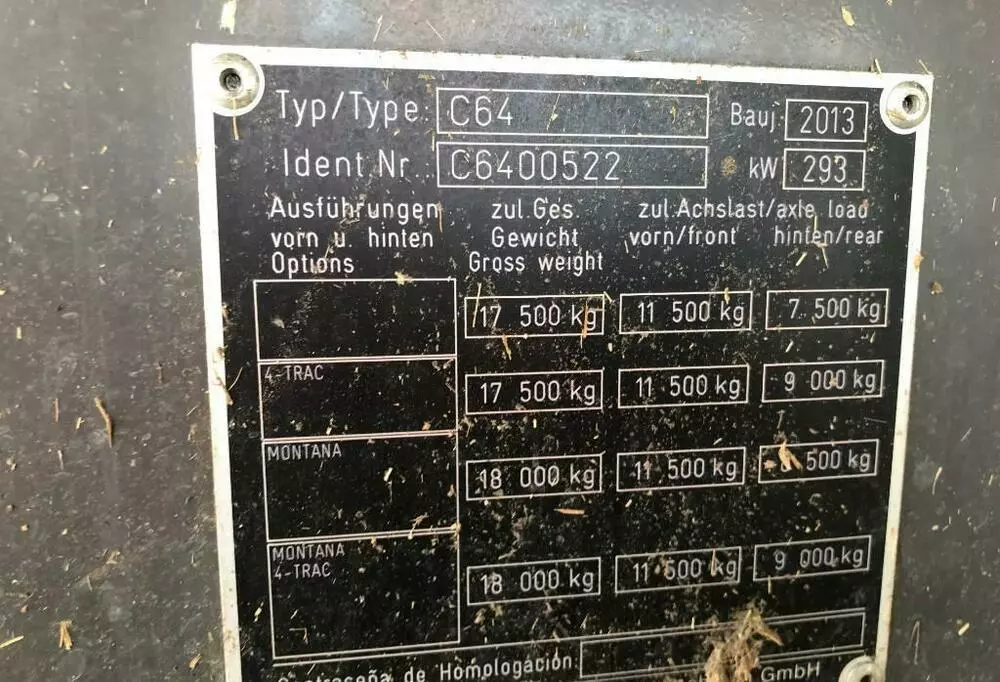 Typ/Type: C64 Bauj 2013
Ident Nr. C6400522 kW 293
Ausführungen zul.Ges. zul.Achslast/axle load
vorn u. hinten Gewicht vorn/front hinten/rear
Options Gross weight
17 500 kg 11 500 kg 7 500 kg
4-TRAC
17 500 kg 11 500 kg 9 000 kg
MONTANA
18 000 kg 11 500 kg 8 500 kg
MONTANA
4-TRAC
18 000 kg 11 500 kg 9 000 kg
de Homologación:
GmbH